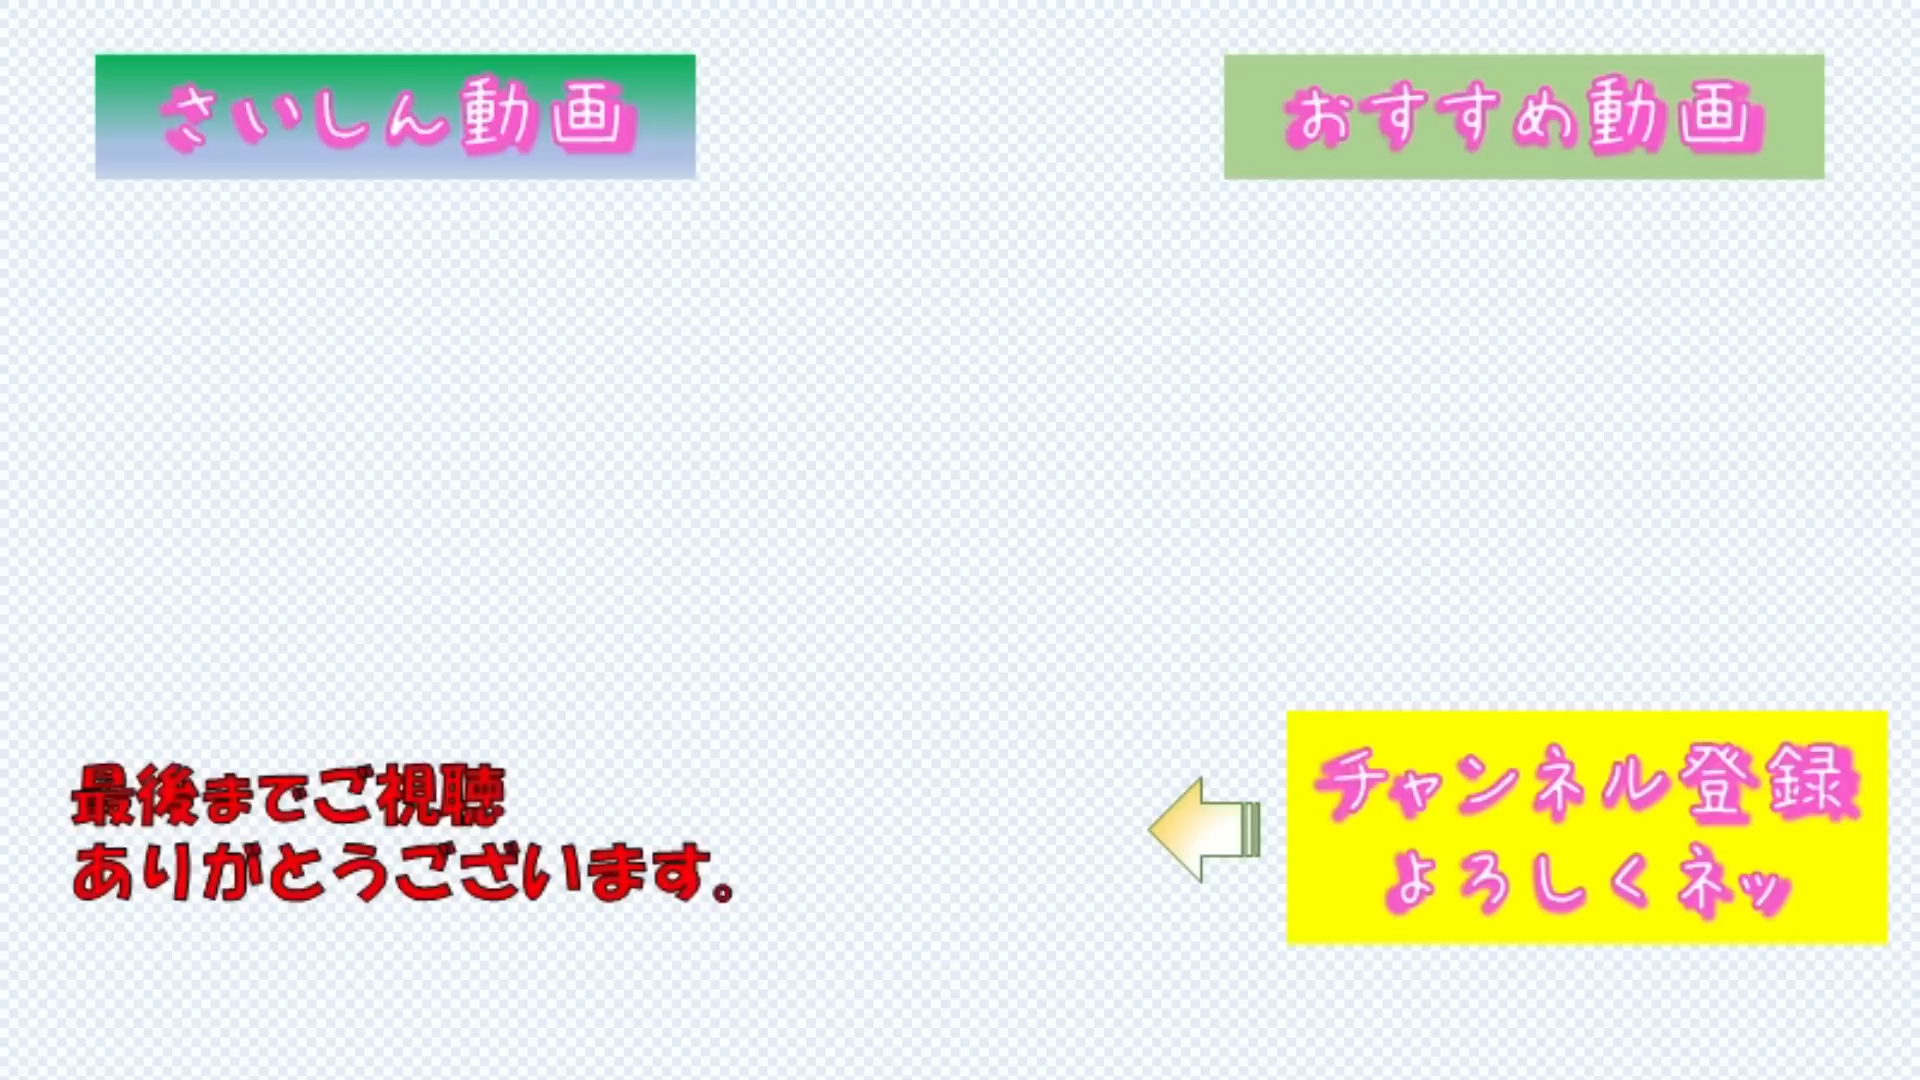 さいしん動画
おすすめ動画
最後までご視聴
ありがとうございます。
チャンネル登録
よろしくネッ